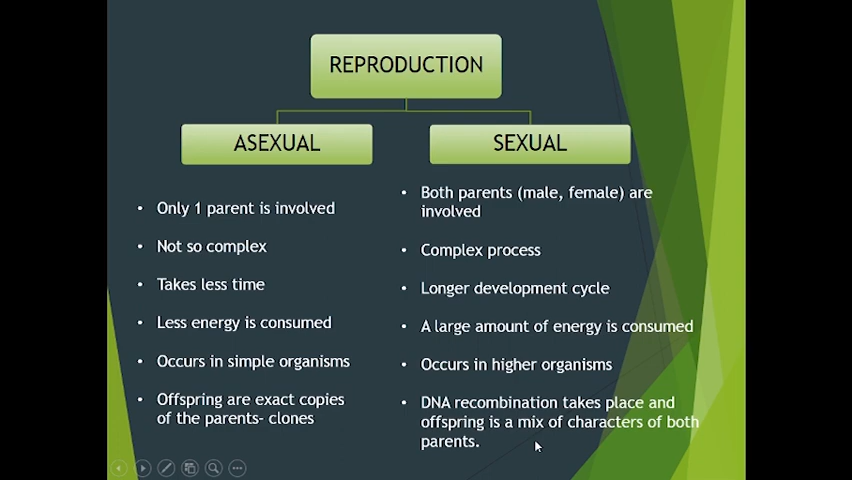 REPRODUCTION
ASEXUAL
• Only 1 parent is involved
• Not so complex
• Takes less time
• Less energy is consumed
• Occurs in simple organisms
• Offspring are exact copies
of the parents- clones
SEXUAL
• Both parents (male, female) are
involved
• Complex process
• Longer development cycle
• A large amount of energy is consumed
• Occurs in higher organisms
• DNA recombination takes place and
offspring is a mix of characters of both
parents.